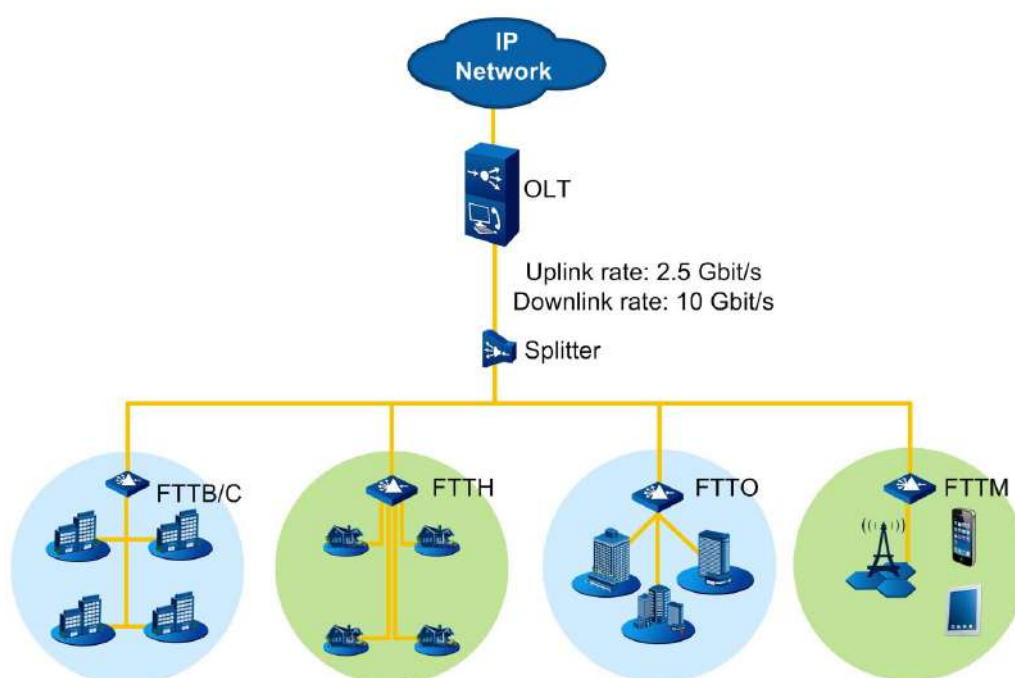 IP
Network
OLT
Uplink rate: 2.5 Gbit/s
Downlink rate: 10 Gbit/s
Splitter
FTTB/C
FTTH
FTTO
FTTM